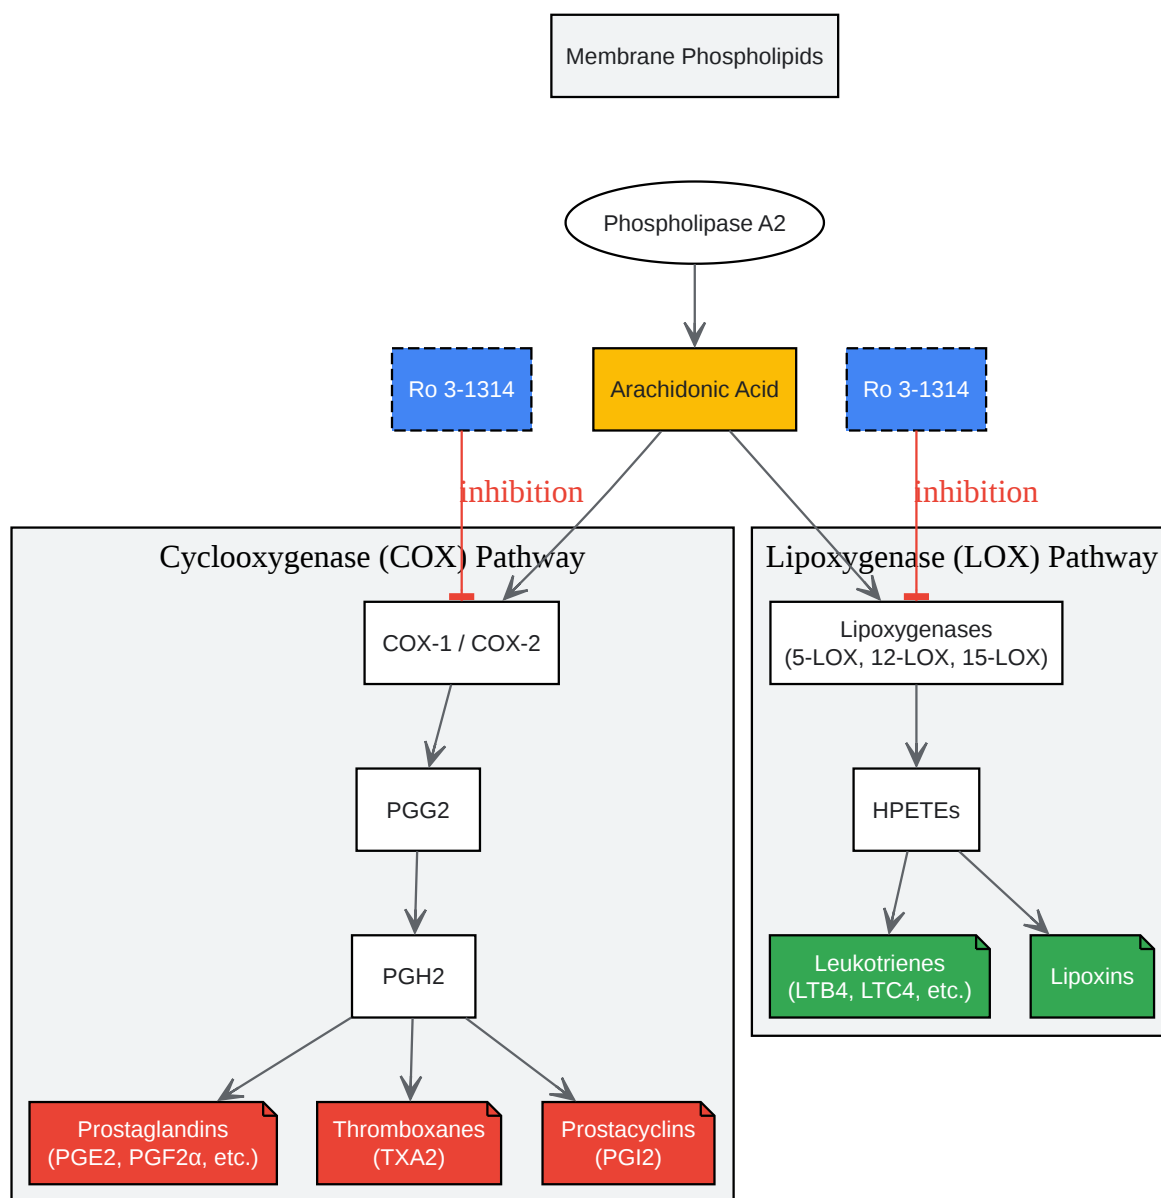 Membrane Phospholipids
Phospholipase A2
Ro 3-1314
Arachidonic Acid
Ro 3-1314
inhibition
inhibition
Cyclooxygenase (COX) Pathway
Lipoxygenase (LOX) Pathway
COX-1 / COX-2
Lipoxygenases
(5-LOX, 12-LOX, 15-LOX)
PGG2
HPETEs
PGH2
Leukotrienes
(LTB4, LTC4, etc.)
Lipoxins
Prostaglandins
(PGE2, PGF2α, etc.)
Thromboxanes
(TXA2)
Prostacyclins
(PGI2)